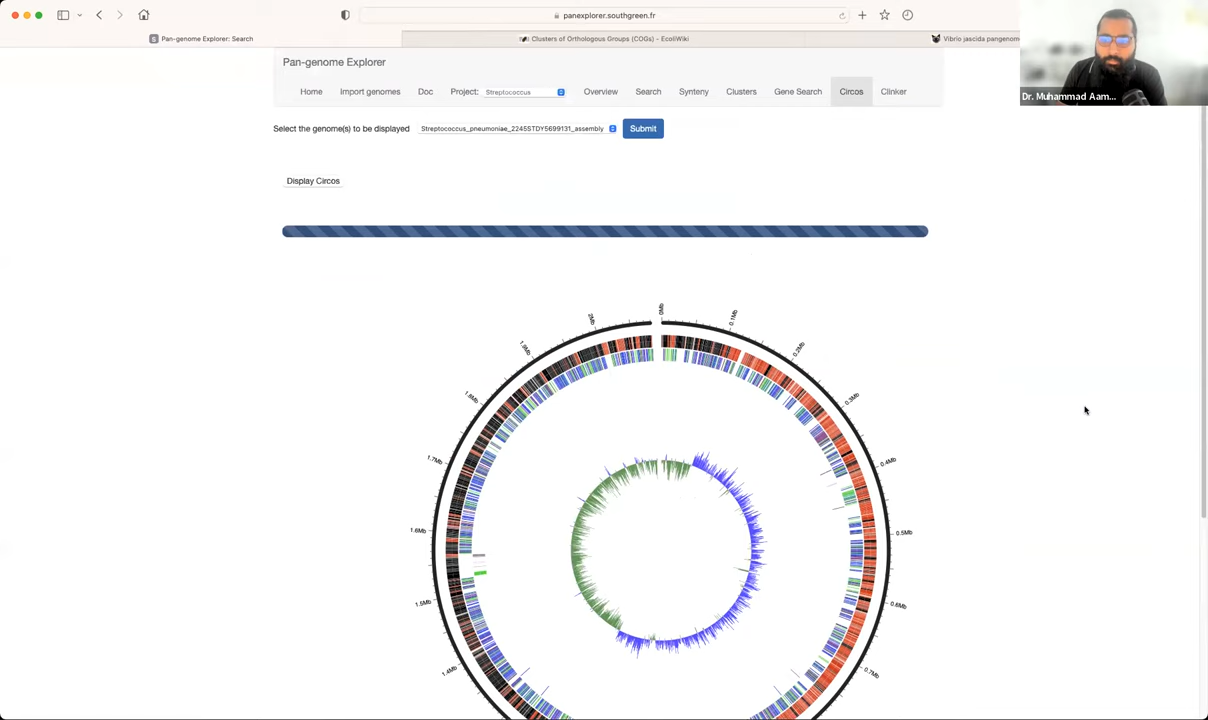 panexplorer.southgreen.fr
Pan-genome Explorer: Search
Clusters of Orthologous Groups (COGs) – EcoliWiki
Vibrio jascida pangenom
Pan-genome Explorer
Home
Import genomes
Doc
Project:
Streptococcus
Overview
Search
Synteny
Clusters
Gene Search
Circos
Clinker
Dr. Muhammad Aam...
Select the genome(s) to be displayed
Streptococcus_pneumoniae_2245STDY5699131_assembly
Submit
Display Circos
0Mb
0.1Mb
0.2Mb
0.3Mb
0.4Mb
0.5Mb
0.6Mb
0.7Mb
1.4Mb
1.5Mb
1.6Mb
1.7Mb
1.8Mb
1.9Mb
2Mb